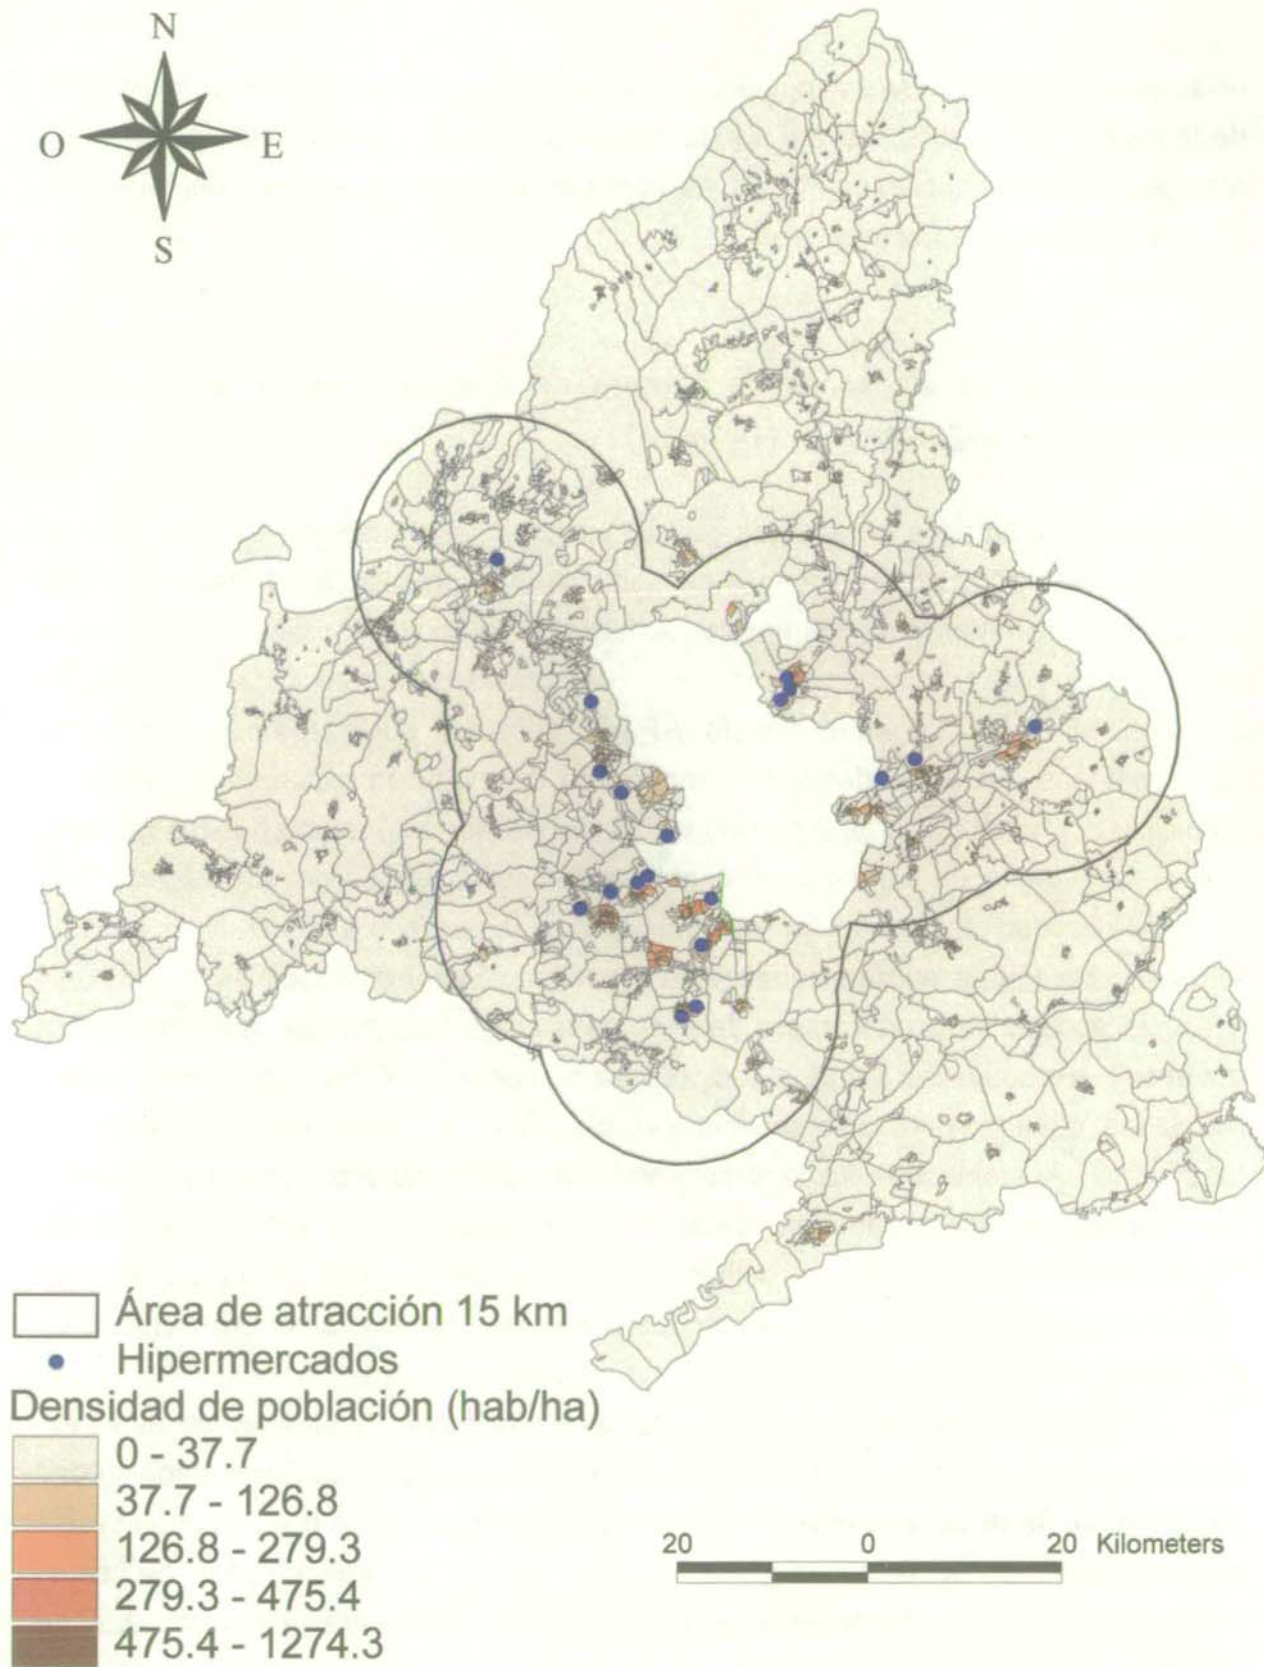 N
O E
S
Área de atracción 15 km
Hipermercados
Densidad de población (hab/ha)
0 - 37.7
37.7 - 126.8
126.8 - 279.3
279.3 - 475.4
475.4 - 1274.3
20 0 20 Kilometers